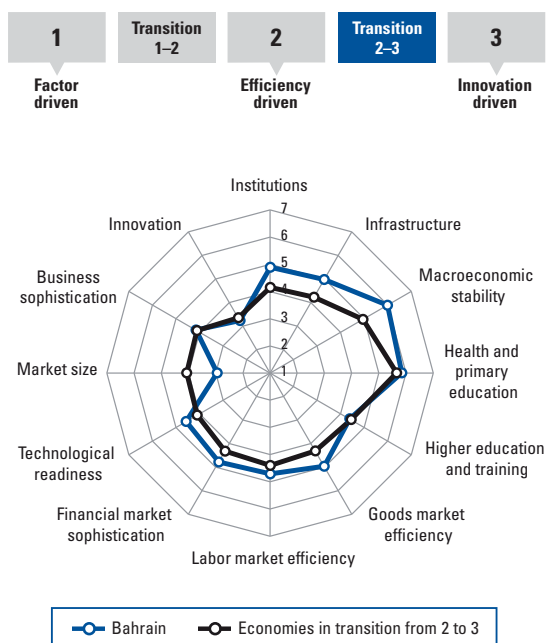 1
Transition
1–2
2
Transition
2–3
3
Factor
driven
Efficiency
driven
Innovation
driven
Institutions
7
6
5
4
3
2
1
Infrastructure
Macroeconomic
stability
Health and
primary
education
Higher education
and training
Goods market
efficiency
Labor market efficiency
Financial market
sophistication
Technological
readiness
Market size
Business
sophistication
Innovation
Bahrain
Economies in transition from 2 to 3